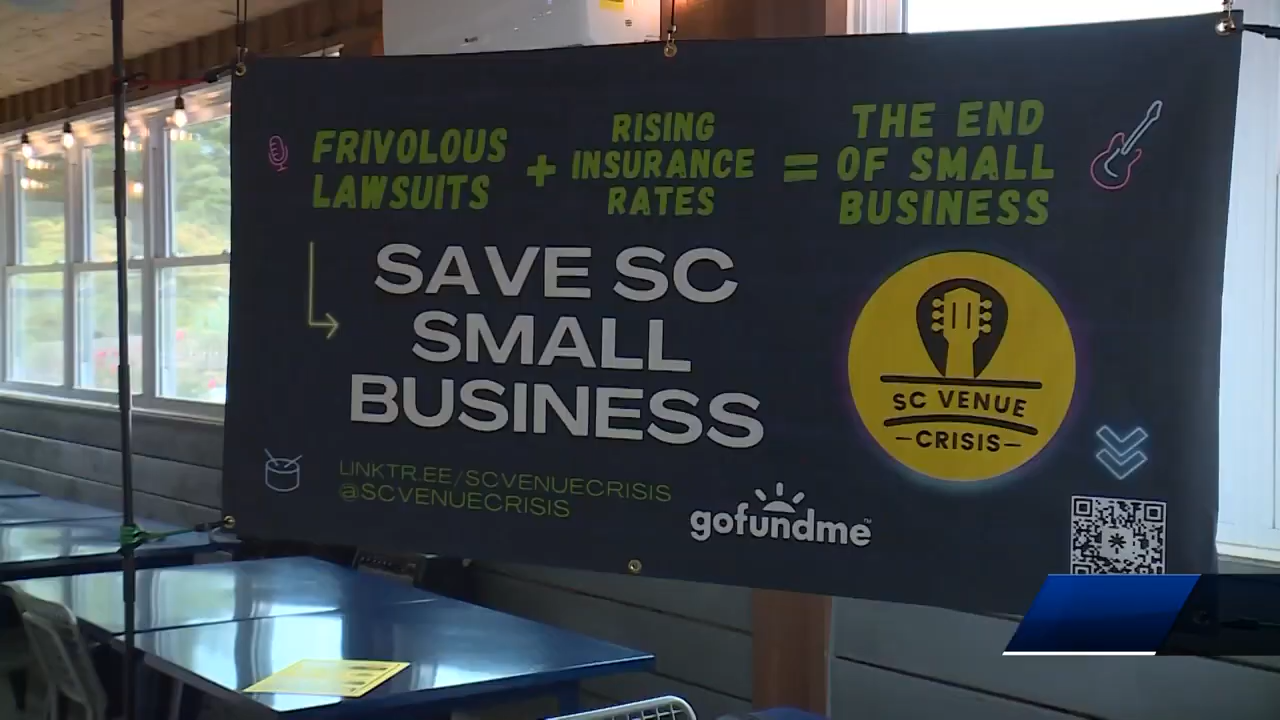 FRIVOLOUS
LAWSUITS
+
RISING
INSURANCE
RATES
=
THE END
OF SMALL
BUSINESS
SAVE SC
SMALL
BUSINESS
LINKTR.EE/SCVENUECRISIS
@SCVENUECRISIS
gofundme™
SC VENUE
-CRISIS-